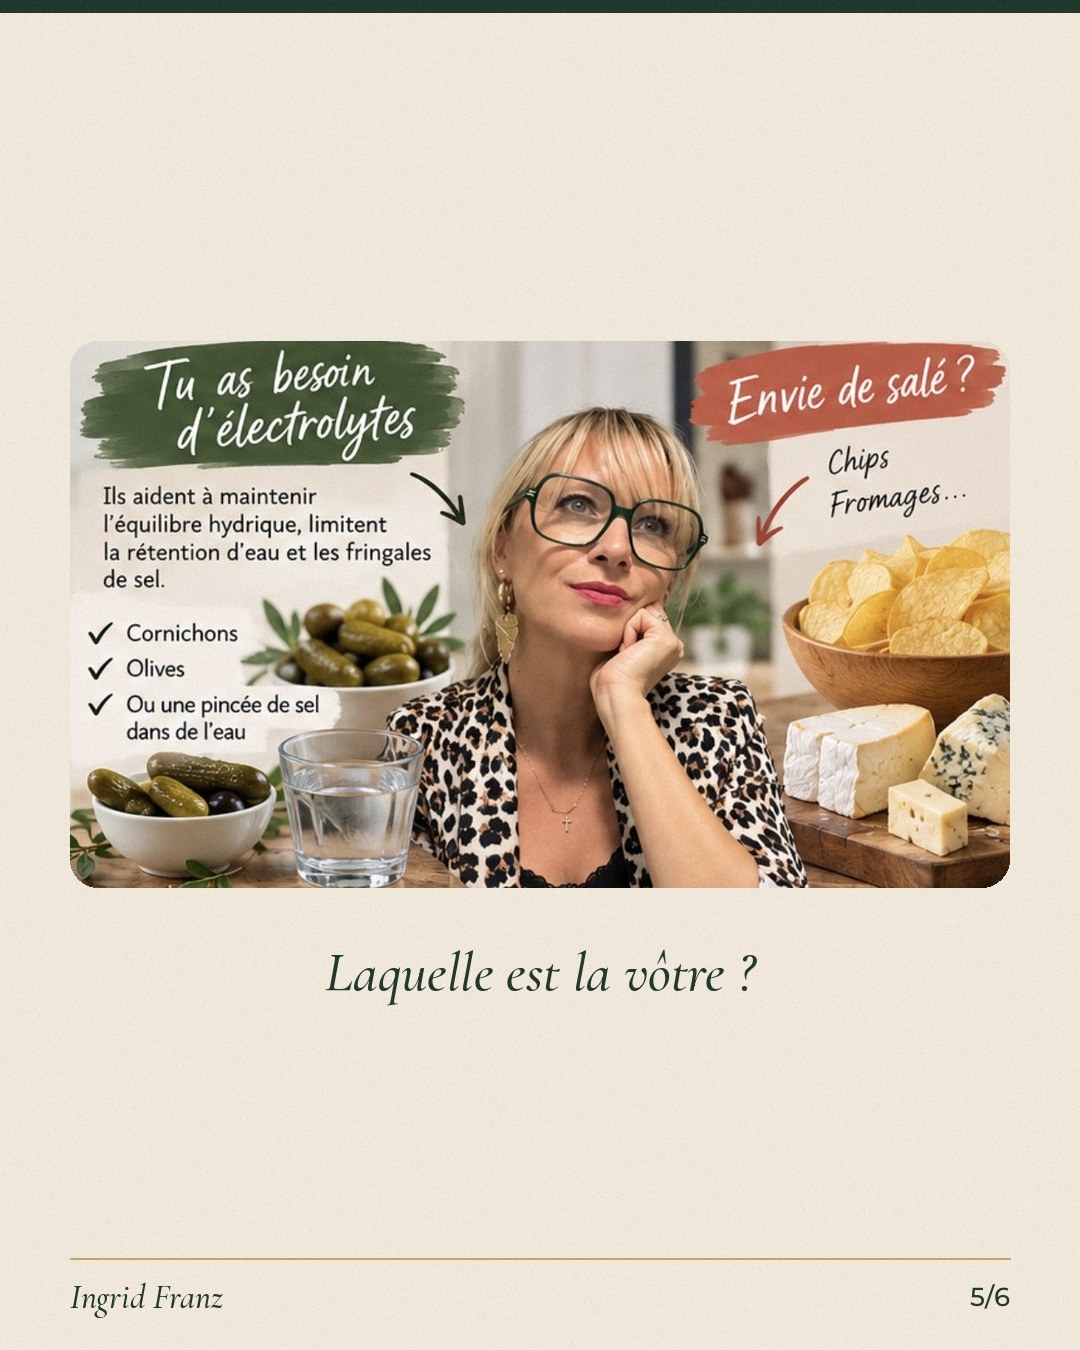 Tu as besoin
d'électrolytes
Ils aident à maintenir
l'équilibre hydrique, limitent
la rétention d'eau et les fringales
de sel.
✓ Cornichons
✓ Olives
✓ Ou une pincée de sel
dans de l'eau
Envie de salé ?
Chips
Fromages...
Laquelle est la vôtre ?
Ingrid Franz
5/6